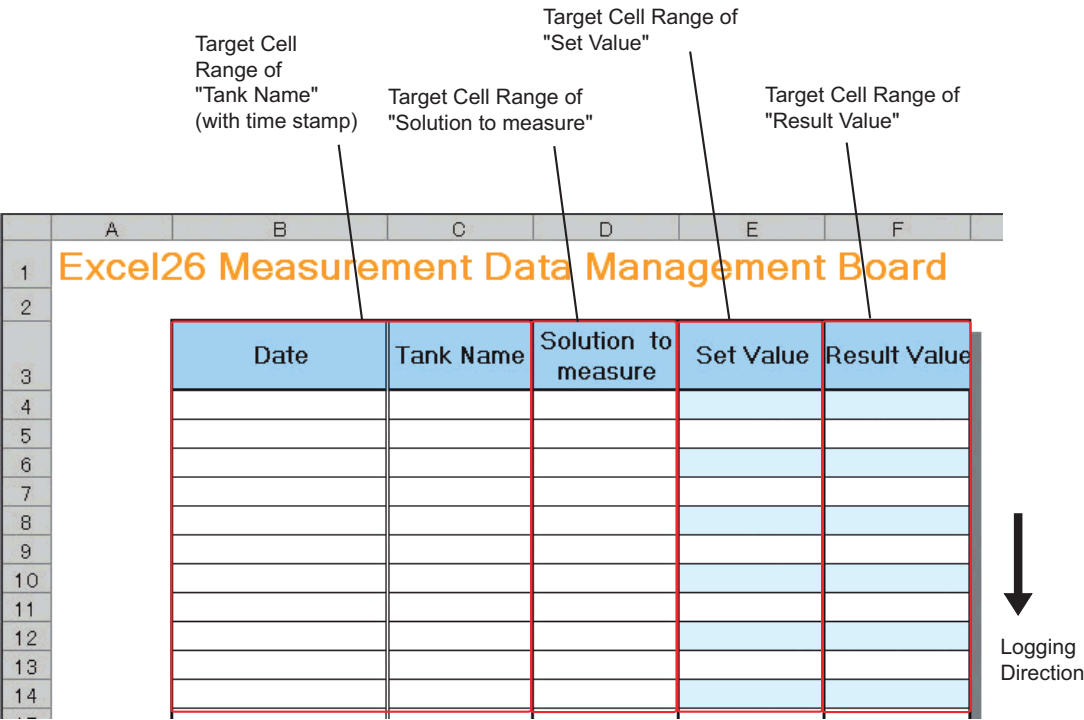 Target Cell Range of
"Set Value"
Target Cell
Range of
"Tank Name"
(with time stamp)
Target Cell Range of
"Solution to measure"
Target Cell Range of
"Result Value"
A B C D E F
1 Excel26 Measurement Data Management Board
2
3 Date Tank Name Solution to measure Set Value Result Value
4
5
6
7
8
9
10
11
12
13
14
Logging
Direction